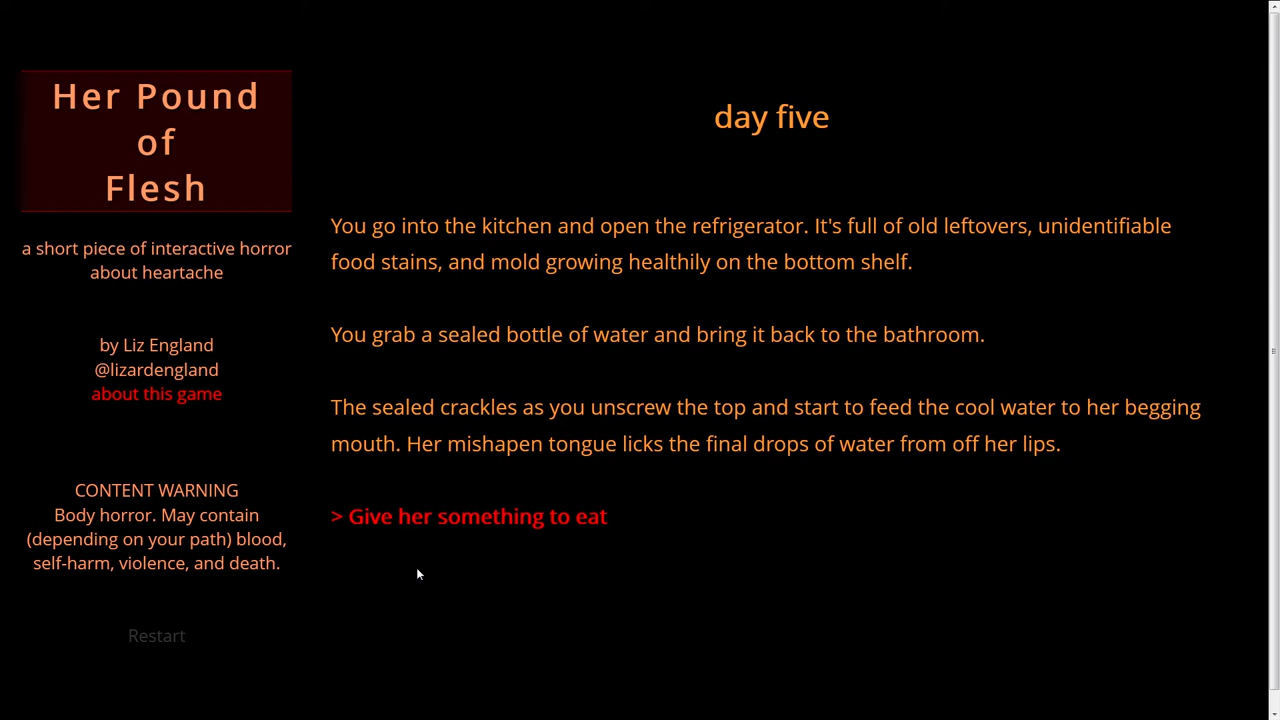 Her Pound
of
Flesh
a short piece of interactive horror
about heartache
by Liz England
@lizardengland
about this game
CONTENT WARNING
Body horror. May contain
(depending on your path) blood,
self-harm, violence, and death.
Restart
day five
You go into the kitchen and open the refrigerator. It's full of old leftovers, unidentifiable
food stains, and mold growing healthily on the bottom shelf.
You grab a sealed bottle of water and bring it back to the bathroom.
The sealed crackles as you unscrew the top and start to feed the cool water to her begging
mouth. Her mishapen tongue licks the final drops of water from off her lips.
> Give her something to eat